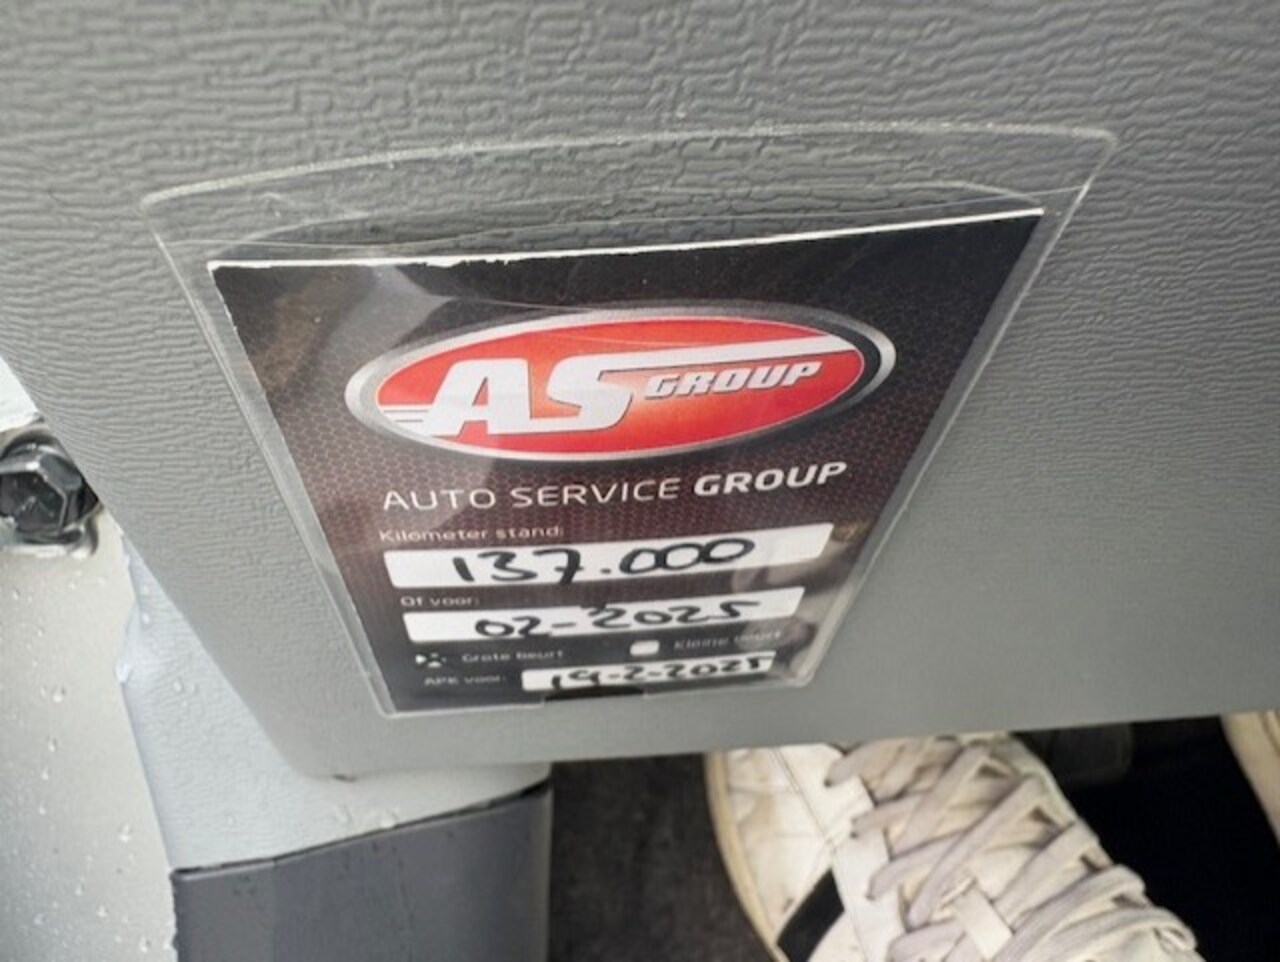 AS GROUP
AUTO SERVICE GROUP
Kilometer stand:
137.000
Of voor:
02-2025
Grote beurt Kleine beurt
APK voor: 19-2-2025